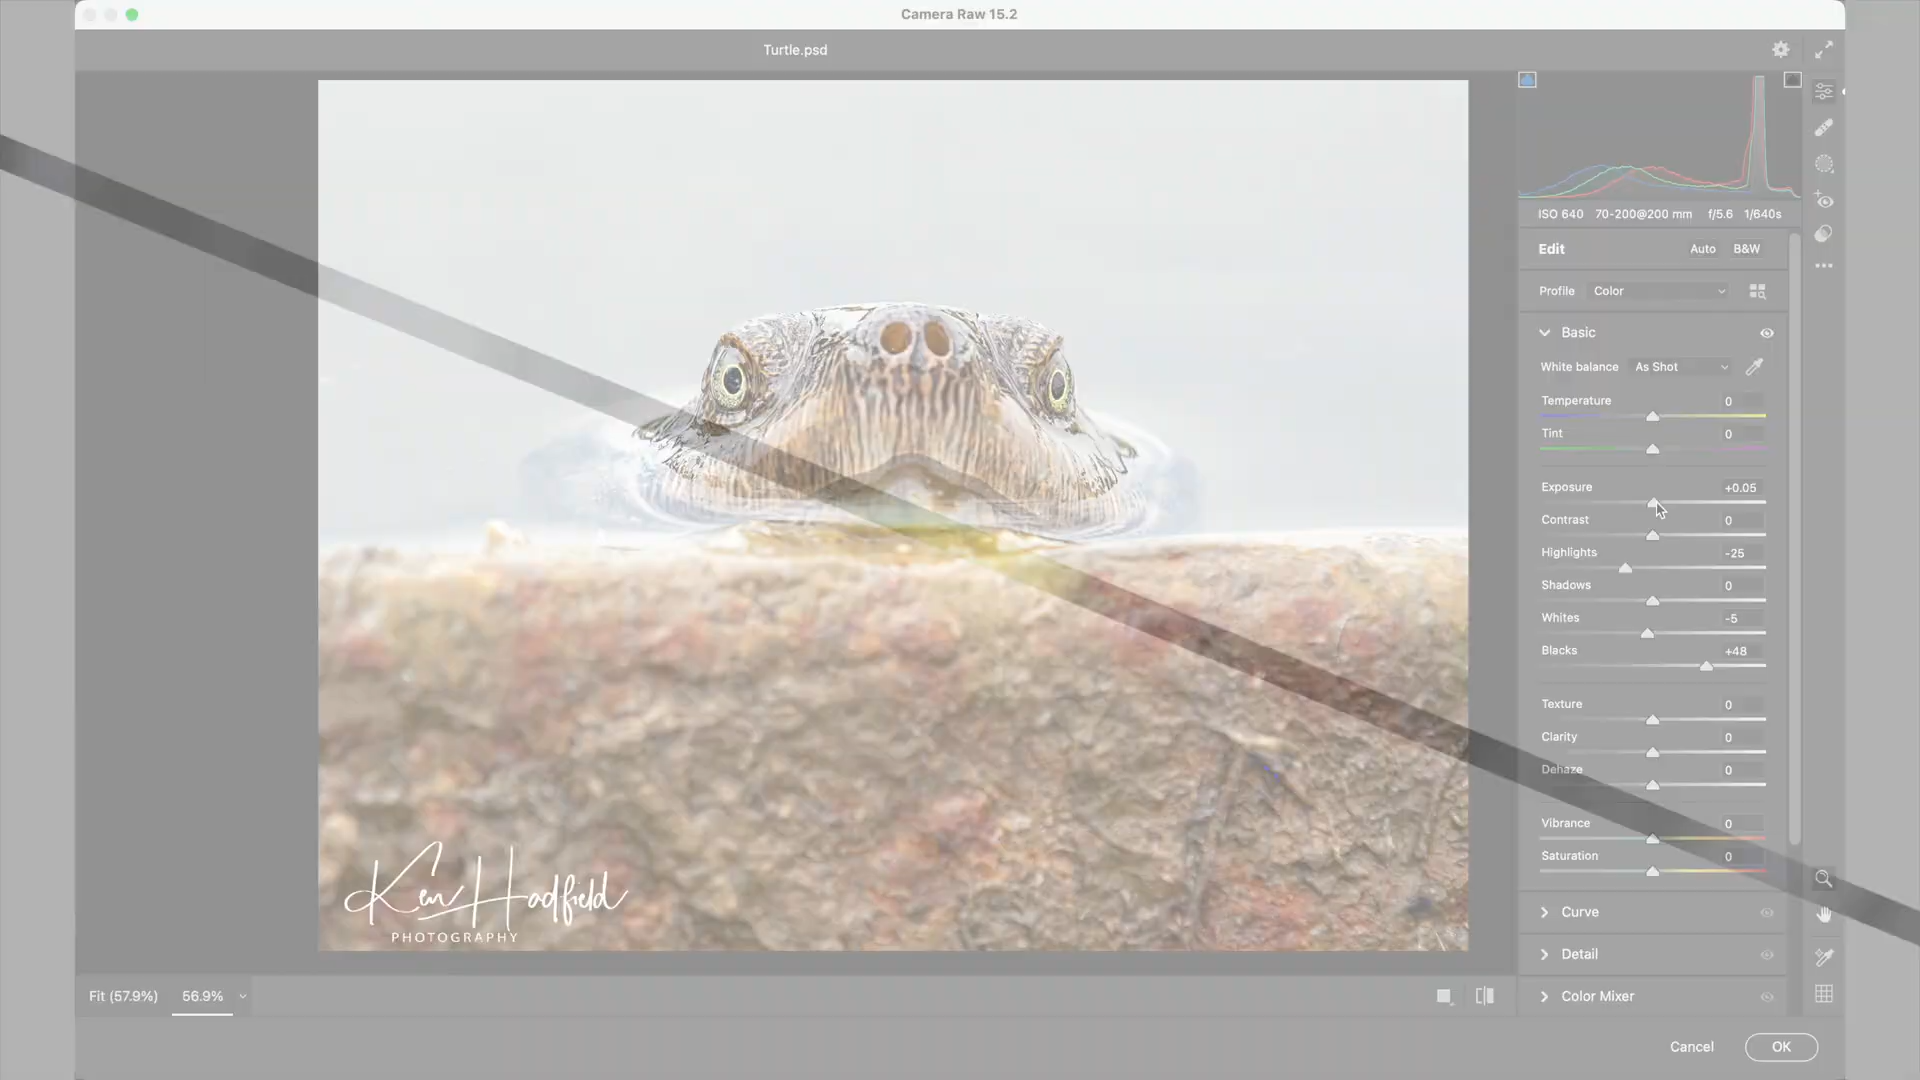 Camera Raw 15.2
Turtle.psd
ISO 640 70-200@200 mm f/5.6 1/640s
Edit Auto B&W
Profile Color
Basic
White balance As Shot
Temperature 0
Tint 0
Exposure +0.05
Contrast 0
Highlights -25
Shadows 0
Whites -5
Blacks +48
Texture 0
Clarity 0
Dehaze 0
Vibrance 0
Saturation 0
Curve
Detail
Color Mixer
Ken Hadfield
PHOTOGRAPHY
Fit (57.9%) 56.9%
Cancel OK